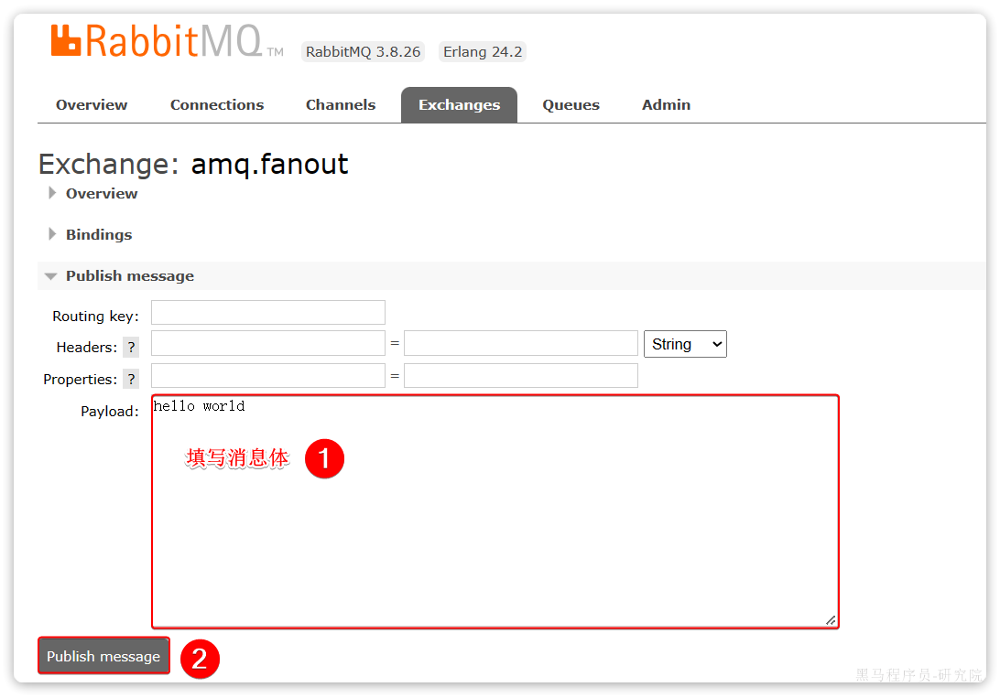 RabbitMQ TM RabbitMQ 3.8.26 Erlang 24.2
Overview Connections Channels Exchanges Queues Admin
Exchange: amq.fanout
Overview
Bindings
Publish message
Routing key:
Headers: ? = String
Properties: ? =
Payload: hello world
填写消息体 1
Publish message 2
黑马程序员-研究院